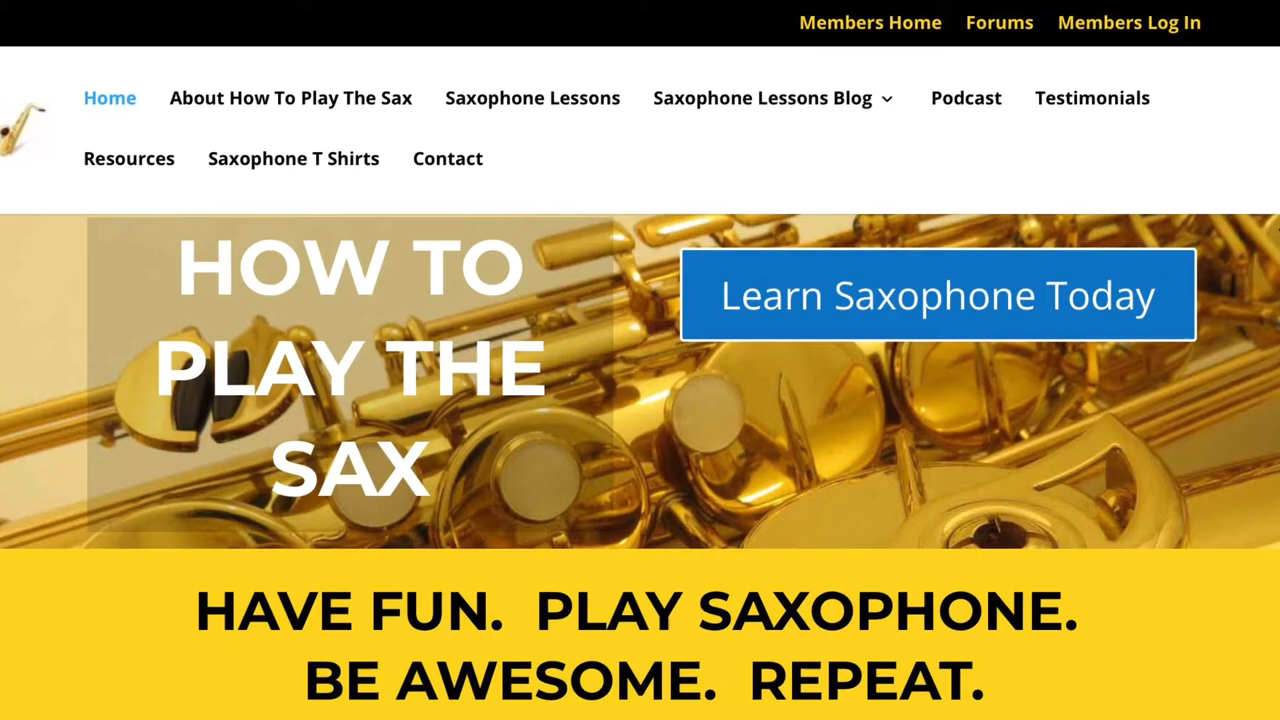 Members Home Forums Members Log In
Home About How To Play The Sax Saxophone Lessons Saxophone Lessons Blog Podcast Testimonials
Resources Saxophone T Shirts Contact
HOW TO
PLAY THE
SAX
Learn Saxophone Today
HAVE FUN. PLAY SAXOPHONE.
BE AWESOME. REPEAT.